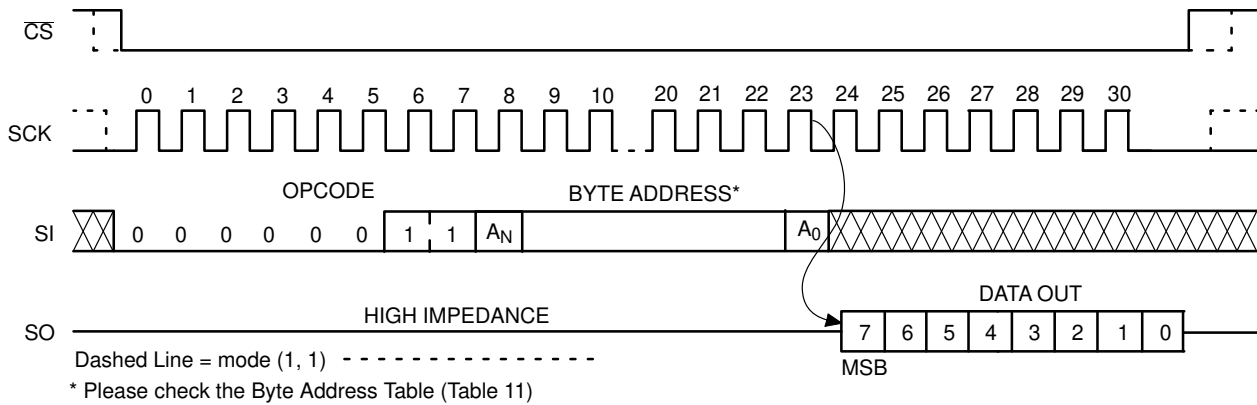 CS
0 1 2 3 4 5 6 7 8 9 10 20 21 22 23 24 25 26 27 28 29 30
SCK
OPCODE BYTE ADDRESS*
SI 0 0 0 0 0 0 1 1 AN A0
DATA OUT
HIGH IMPEDANCE
SO 7 6 5 4 3 2 1 0
Dashed Line = mode (1, 1) - - - - - - - - - - - - - - - - -
MSB
* Please check the Byte Address Table (Table 11)